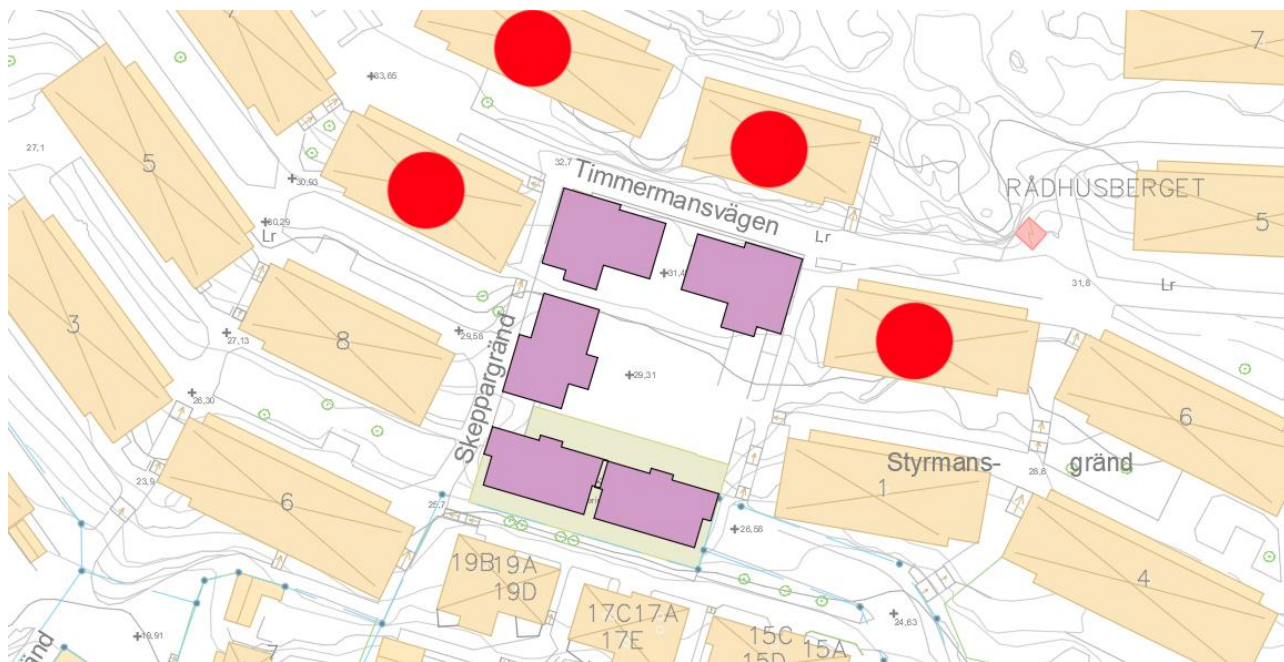 7
+33,65
7
5
27,1
32,7
Timmermansvägen
RÅDHUSBERGET
+30,93
+30,29
Lr
Lr
5
+31,4
31,6
Lr
3
+27,13
8
+29,58
Skeppargränd
+29,31
6
+26,30
Styrmans-
gränd
1
26,6
23,9
6
25,7
+26,56
19B
19A
19D
4
17C
17A
17E
+24,63
+19,91
15C
15A
15D
7
änd